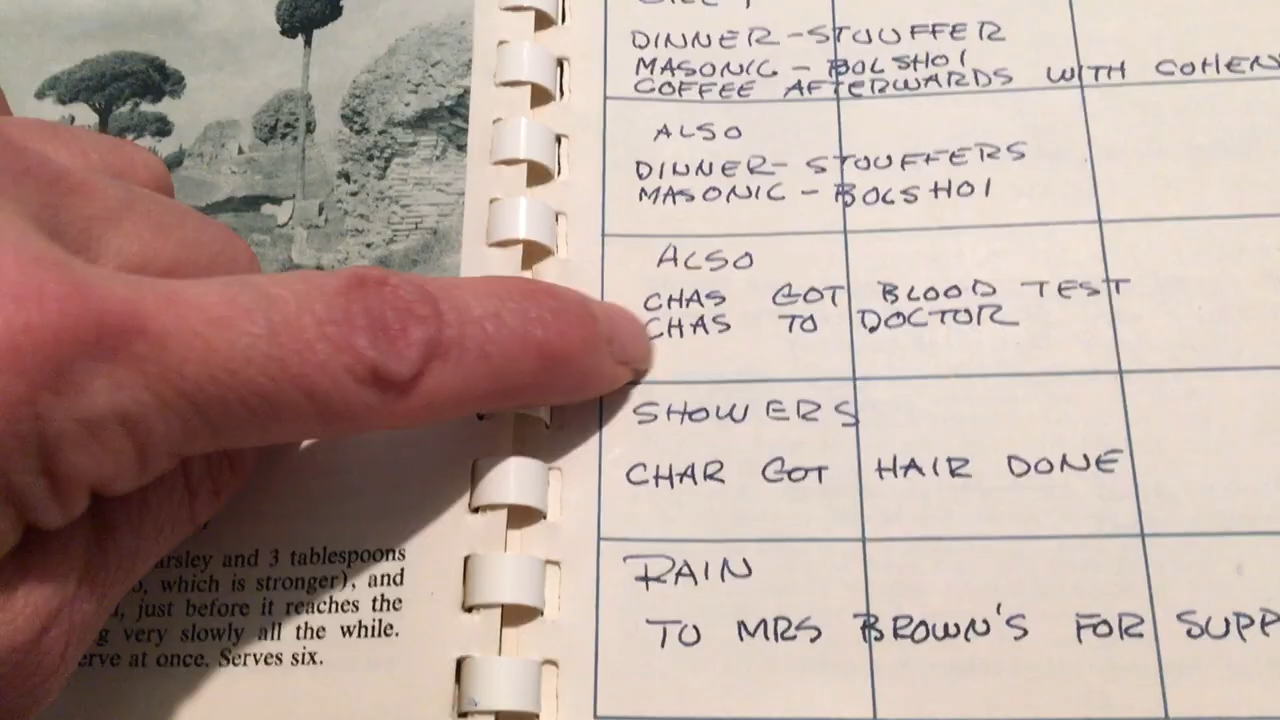 DINNER - STOUFFER
MASONIC - BOLSHOI
COFFEE AFTERWARDS WITH COHEN
ALSO
DINNER - STOUFFERS
MASONIC - BOLSHOI
ALSO
CHAS GOT BLOOD TEST
CHAS TO DOCTOR
SHOWERS
CHAR GOT HAIR DONE
RAIN
TO MRS BROWN'S FOR SUPP
arsley and 3 tablespoons
, which is stronger), and
, just before it reaches the
g very slowly all the while.
erve at once. Serves six.